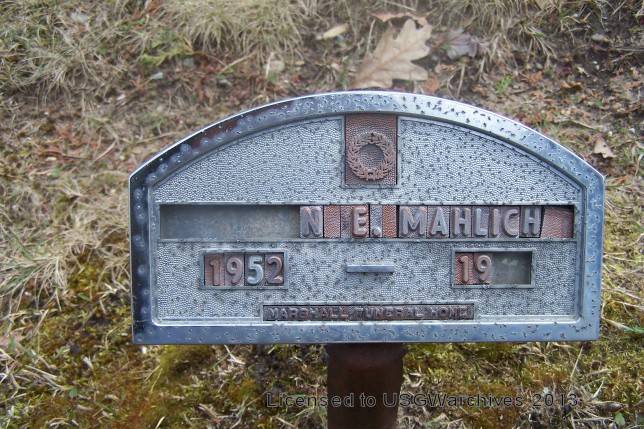 N E. MAHLICH
1952 – 19
MARSHALL FUNERAL HOME
Licensed to USGWarchives 2013